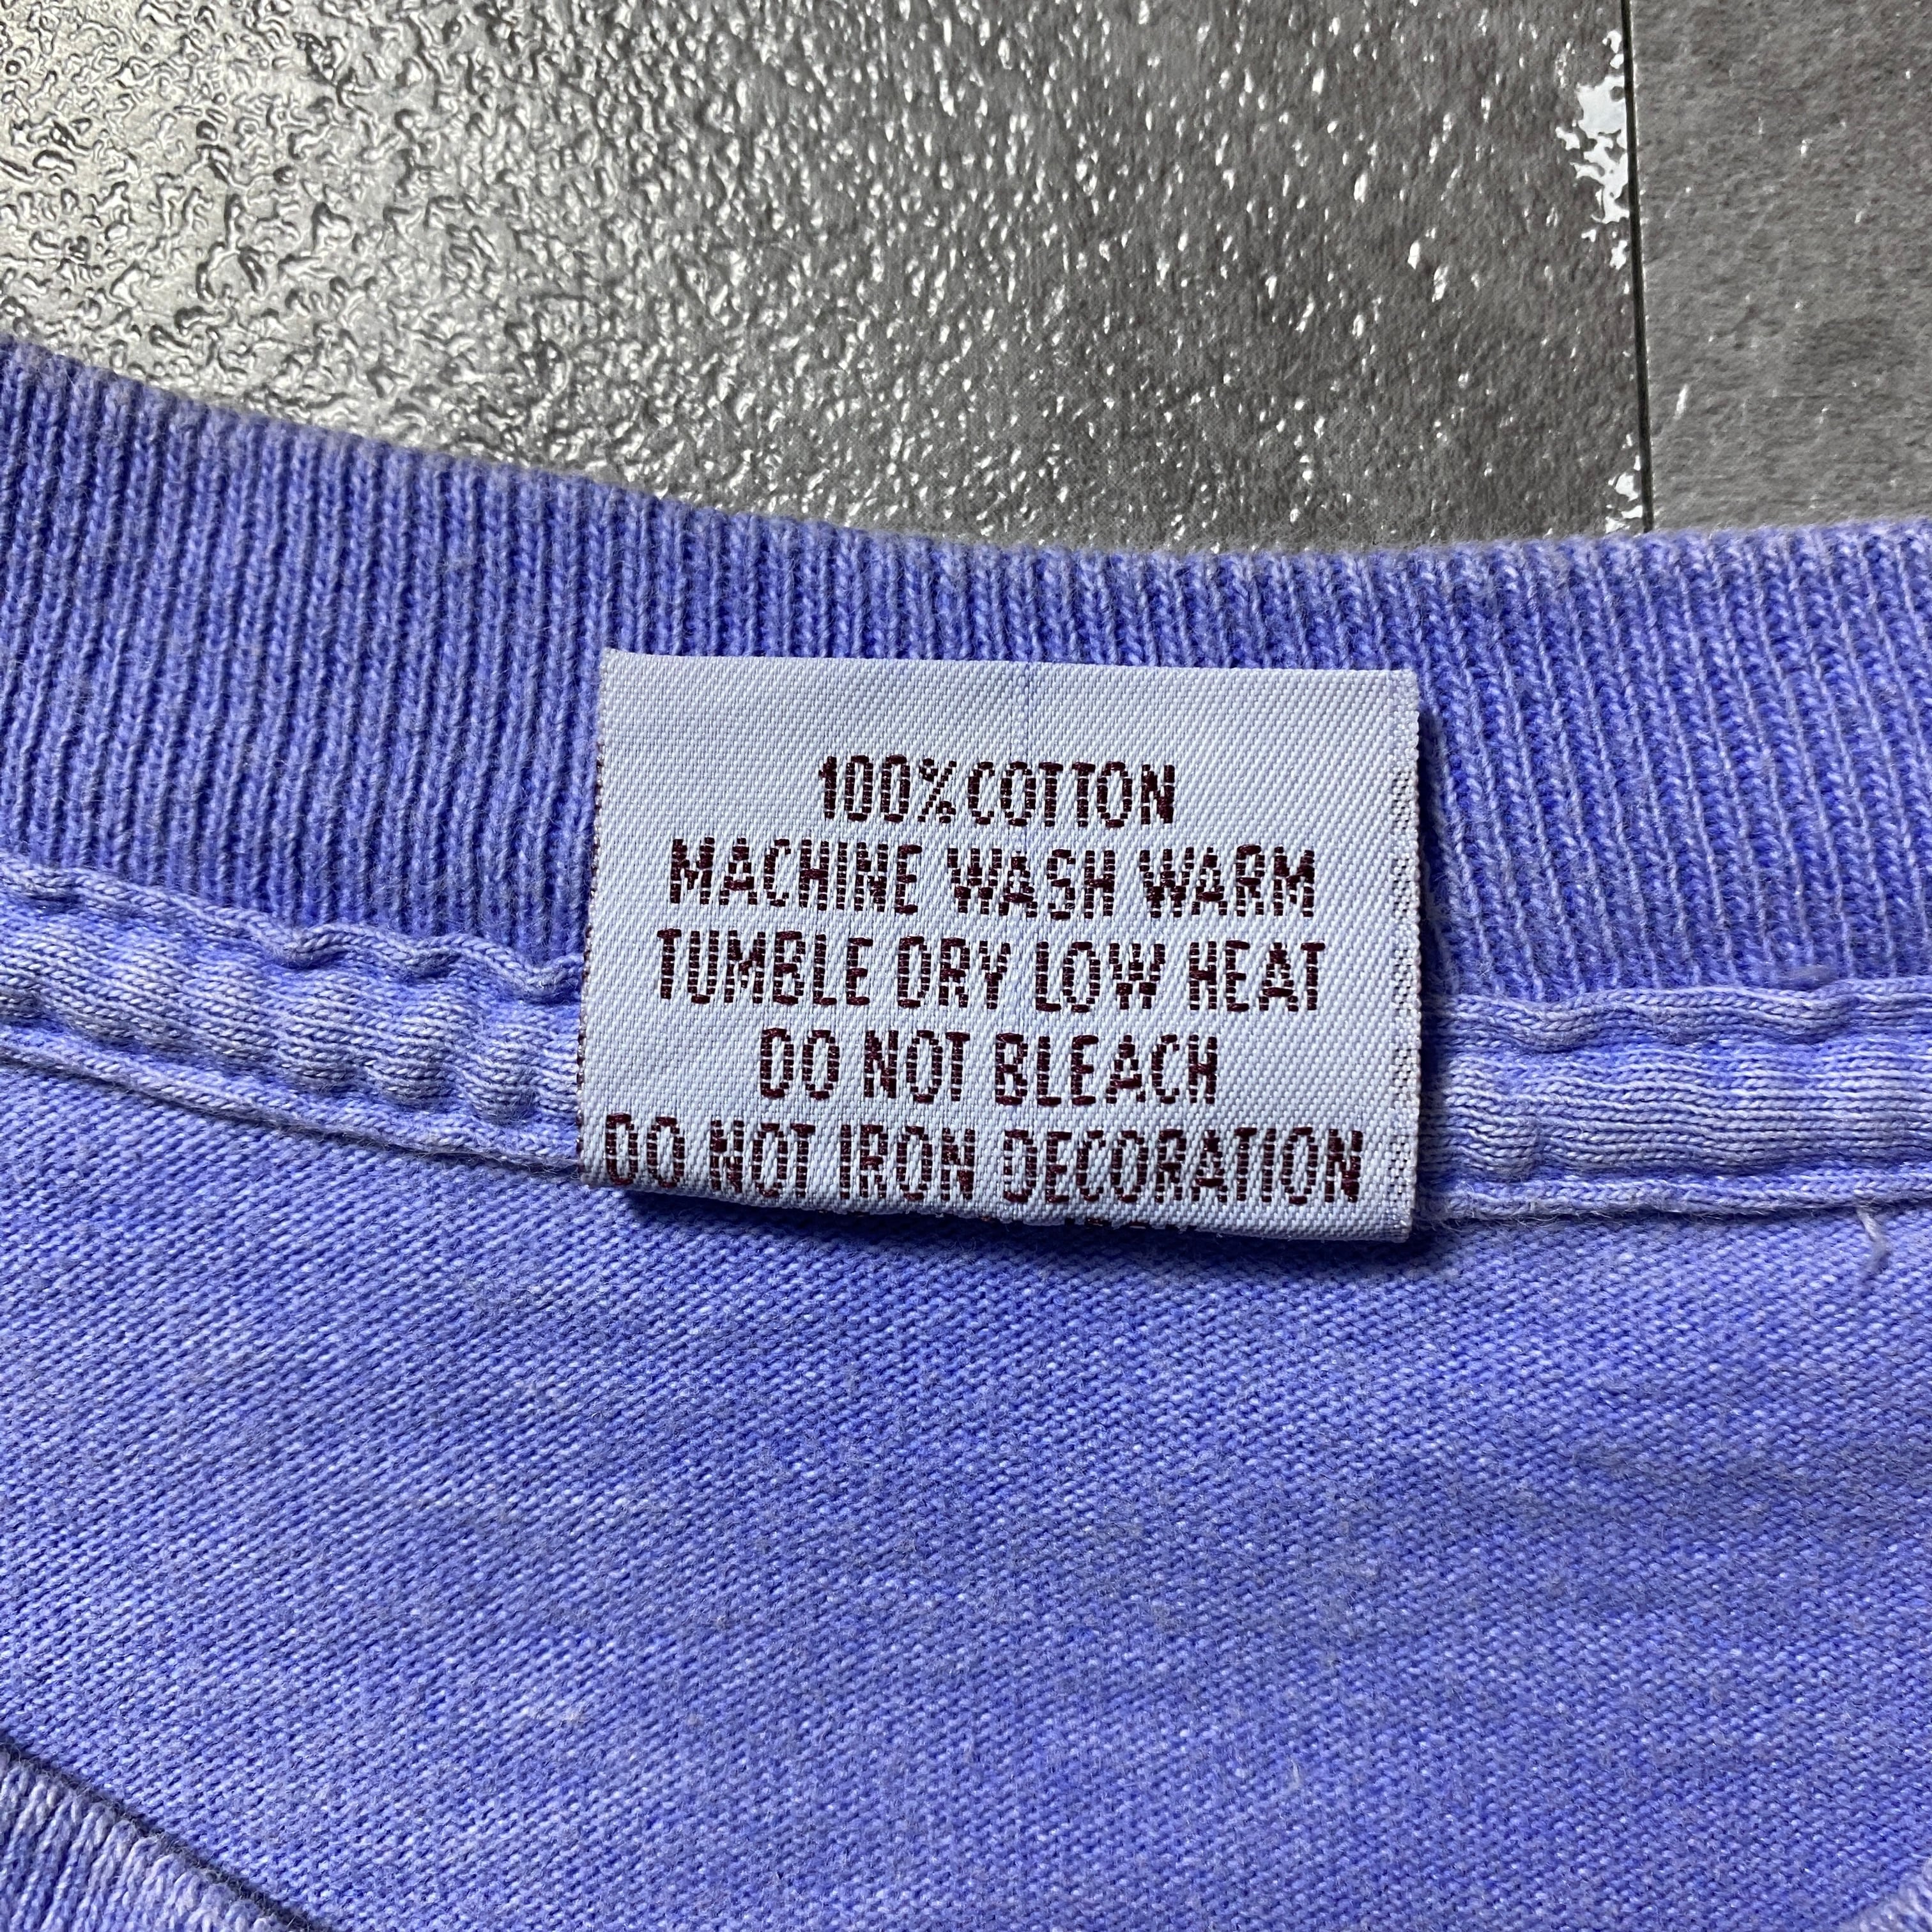 100% COTTON
MACHINE WASH WARM
TUMBLE DRY LOW HEAT
DO NOT BLEACH
DO NOT IRON DECORATION